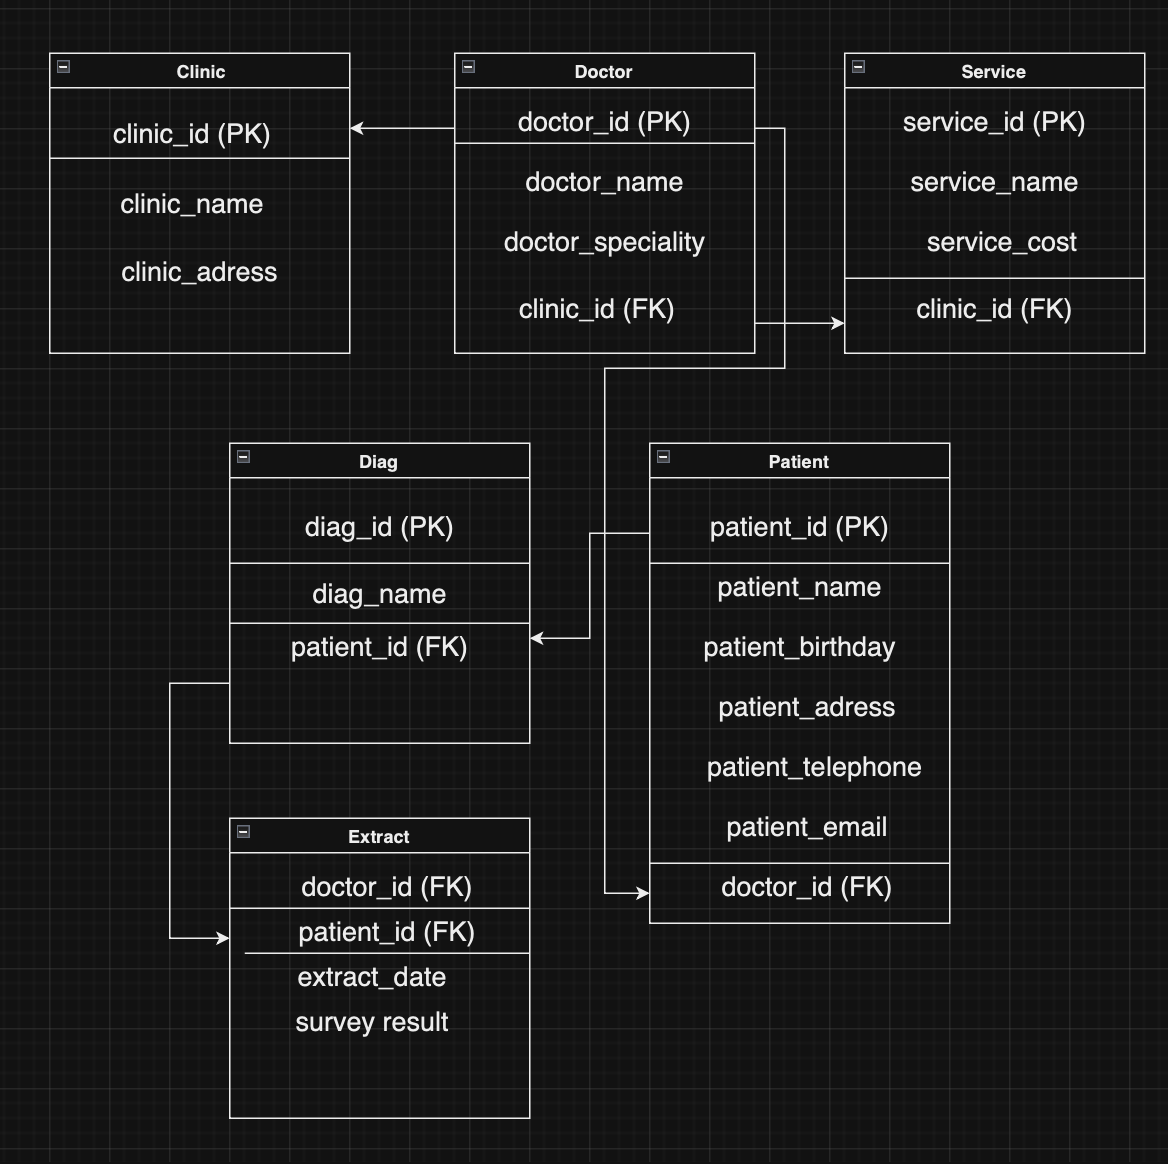 Clinic
clinic_id (PK)
clinic_name
clinic_adress
Doctor
doctor_id (PK)
doctor_name
doctor_speciality
clinic_id (FK)
Service
service_id (PK)
service_name
service_cost
clinic_id (FK)
Diag
diag_id (PK)
diag_name
patient_id (FK)
Patient
patient_id (PK)
patient_name
patient_birthday
patient_adress
patient_telephone
patient_email
doctor_id (FK)
Extract
doctor_id (FK)
patient_id (FK)
extract_date
survey result